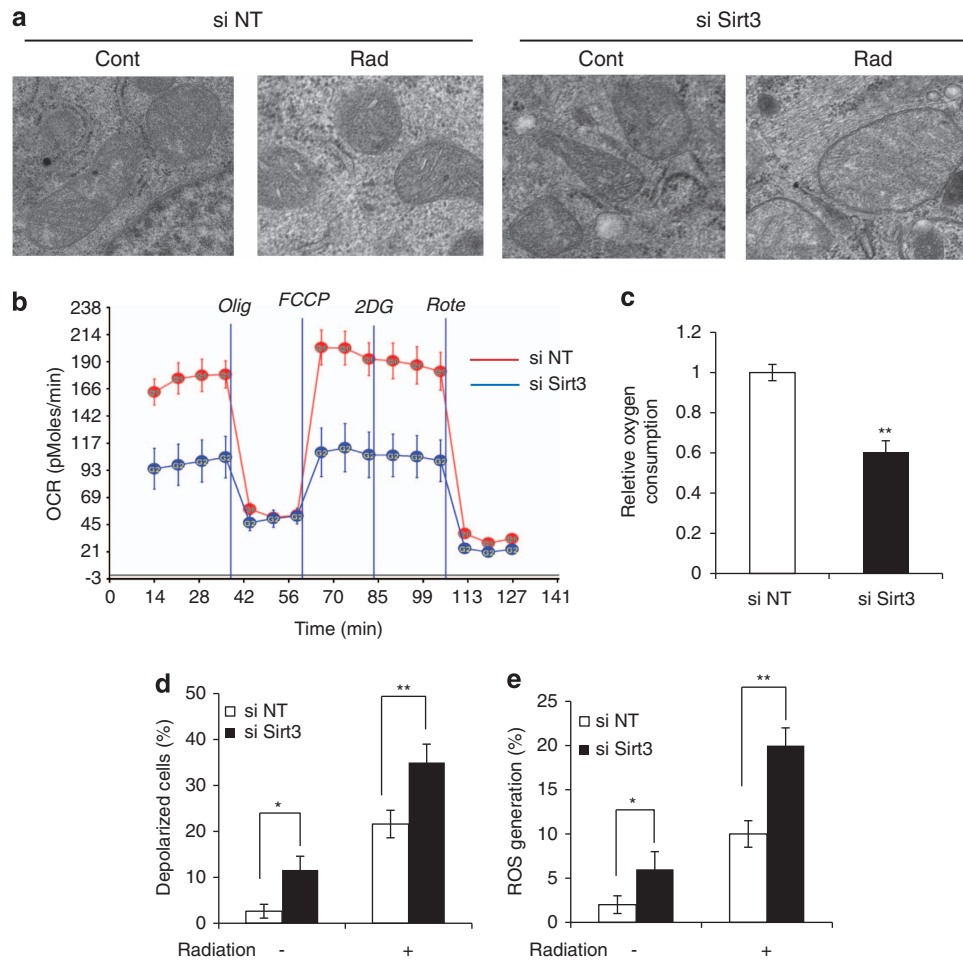 a
si NT
si Sirt3
Cont
Rad
Cont
Rad
b
238
214
190
166
142
117
93
69
45
21
-3
OCR (pMoles/min)
Olig
FCCP
2DG
Rote
si NT
si Sirt3
0
14
28
42
56
85
99
113
127
141
Time (min)
c
1.2
1
0.8
0.6
0.4
0.2
0
Relative oxygen
consumption
**
si NT
si Sirt3
d
50
40
30
20
10
0
Depolarized cells (%)
si NT
si Sirt3
*
**
Radiation - +
e
25
20
15
10
5
0
ROS generation (%)
si NT
si Sirt3
*
**
Radiation - +